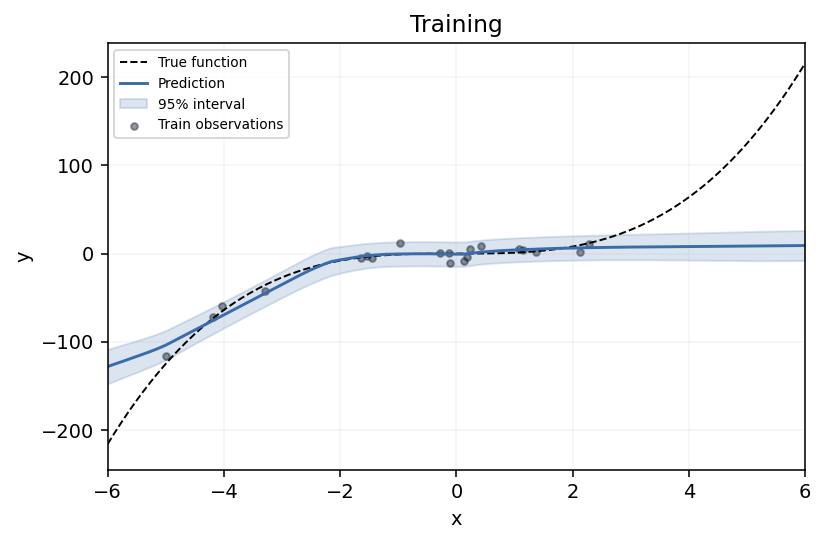 Training
True function
Prediction
95% interval
Train observations
200
100
0
−100
−200
y
−6
−4
−2
0
2
4
6
x